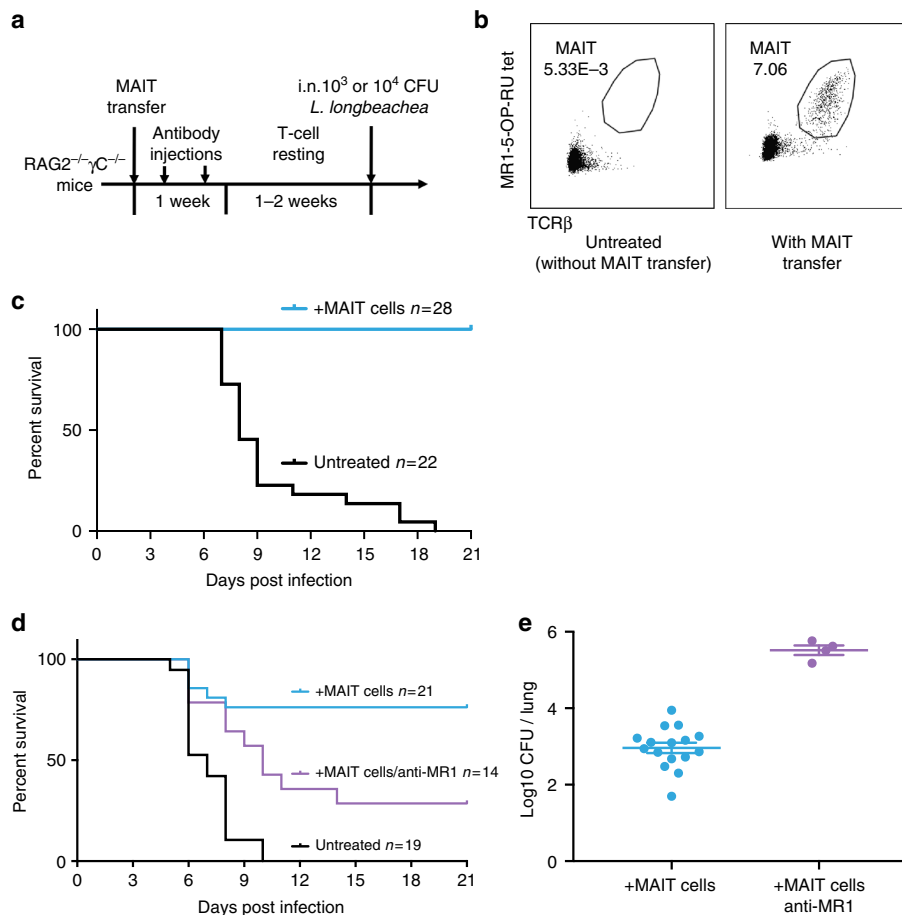 a
MAIT
transfer
i.n.10³ or 10⁴ CFU
L. longbeachea
Antibody
injections
T-cell
resting
RAG2⁻/⁻γC⁻/⁻
mice
1 week
1–2 weeks
b
MR1-5-OP-RU tet
MAIT
5.33E–3
MAIT
7.06
TCRβ
Untreated
(without MAIT transfer)
With MAIT
transfer
c
Percent survival
+MAIT cells n=28
100
50
Untreated n=22
0
0 3 6 9 12 15 18 21
Days post infection
d
Percent survival
100
+MAIT cells n=21
50
+MAIT cells/anti-MR1 n=14
Untreated n=19
0
0 3 6 9 12 15 18 21
Days post infection
e
Log10 CFU / lung
6
4
2
0
+MAIT cells
+MAIT cells
anti-MR1